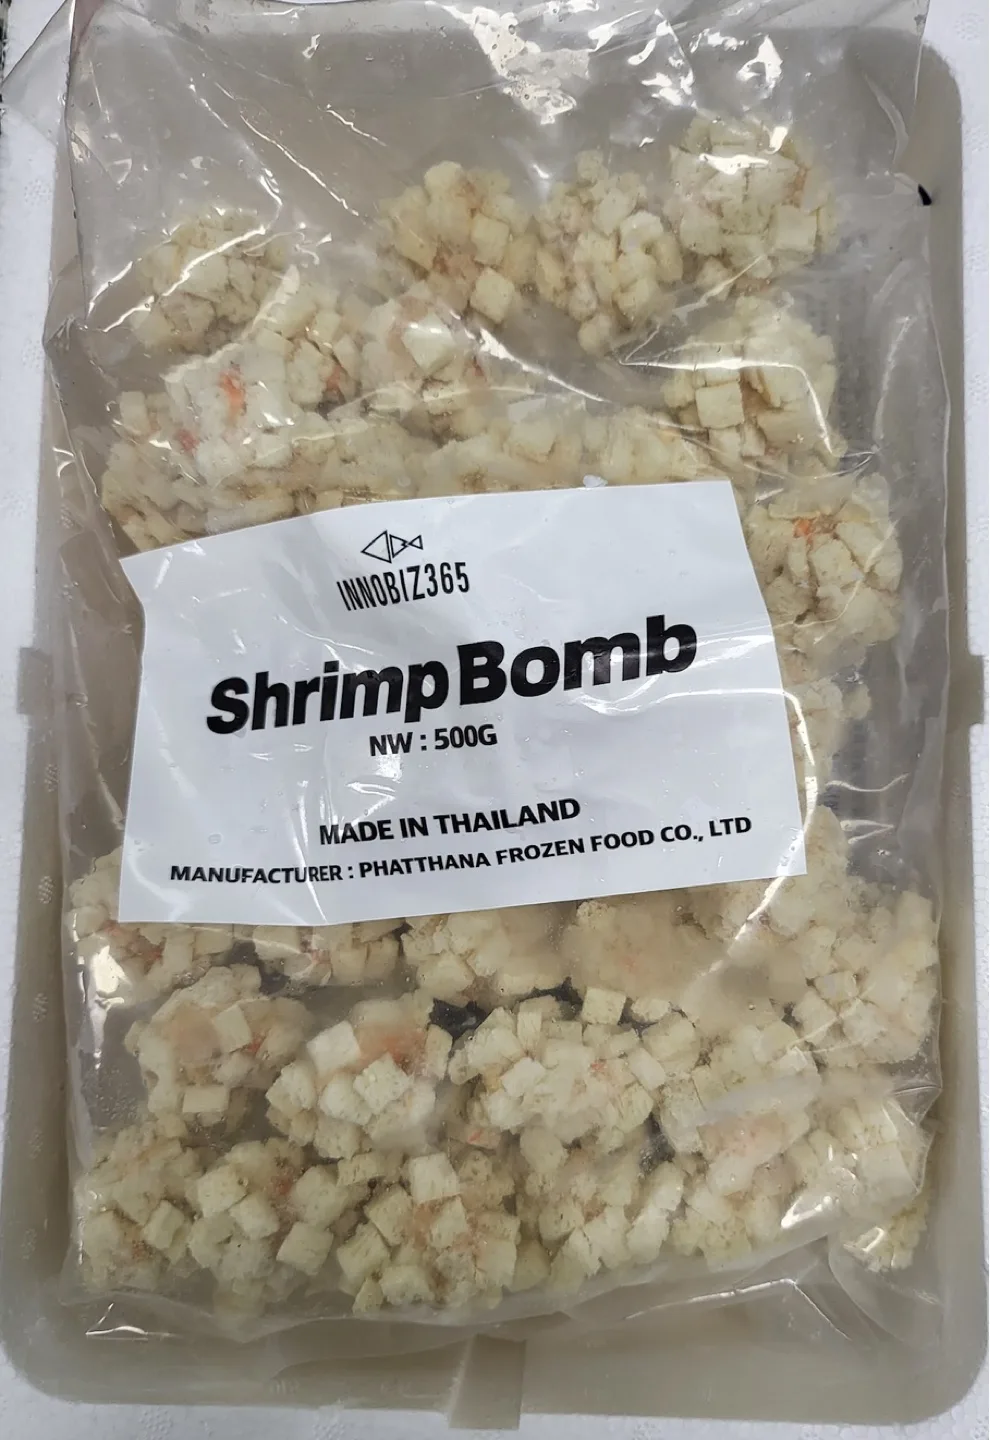 INNOBIZ365
Shrimp Bomb
NW : 500G
MADE IN THAILAND
MANUFACTURER : PHATTHANA FROZEN FOOD CO., LTD